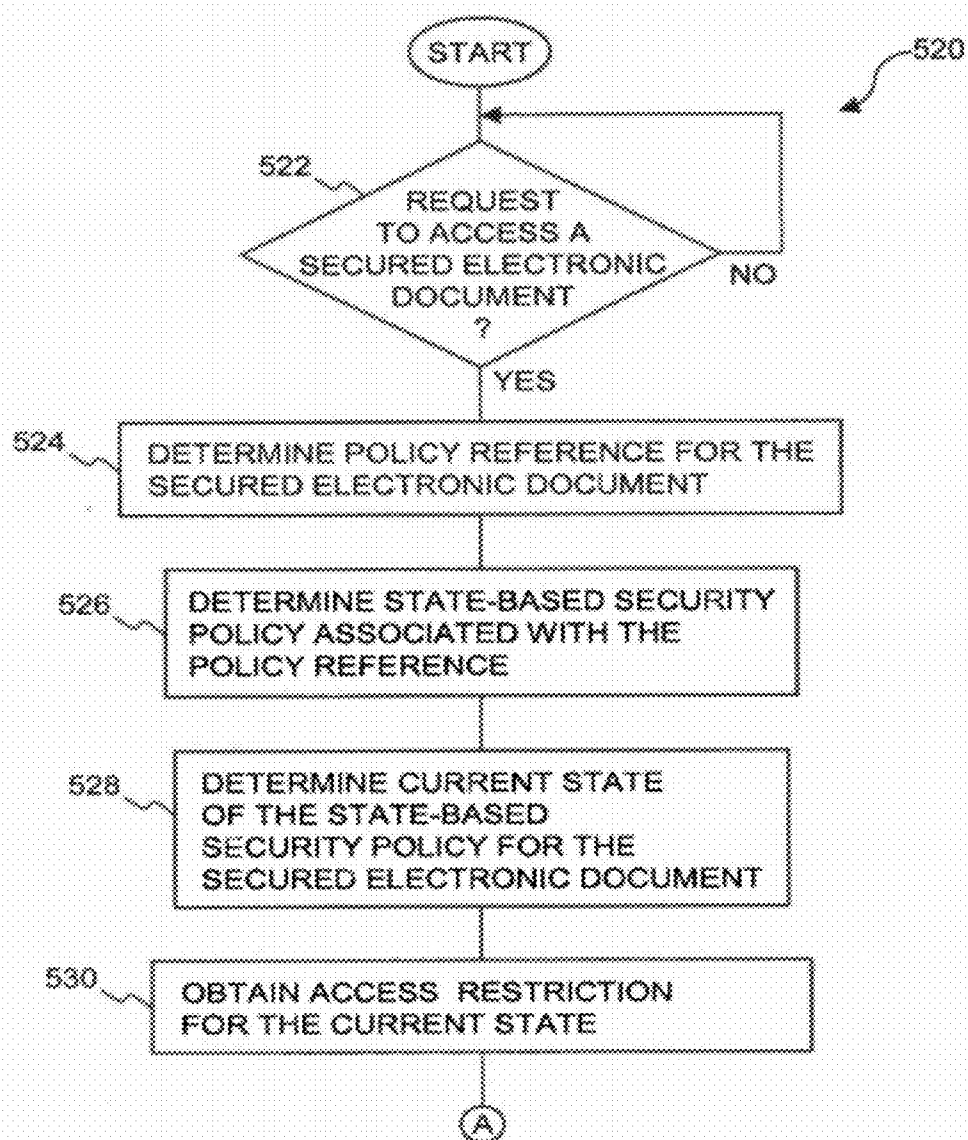 START
520
522
REQUEST
TO ACCESS A
SECURED ELECTRONIC
DOCUMENT
?
NO
YES
524
DETERMINE POLICY REFERENCE FOR THE
SECURED ELECTRONIC DOCUMENT
526
DETERMINE STATE-BASED SECURITY
POLICY ASSOCIATED WITH THE
POLICY REFERENCE
528
DETERMINE CURRENT STATE
OF THE STATE-BASED
SECURITY POLICY FOR THE
SECURED ELECTRONIC DOCUMENT
530
OBTAIN ACCESS RESTRICTION
FOR THE CURRENT STATE
A